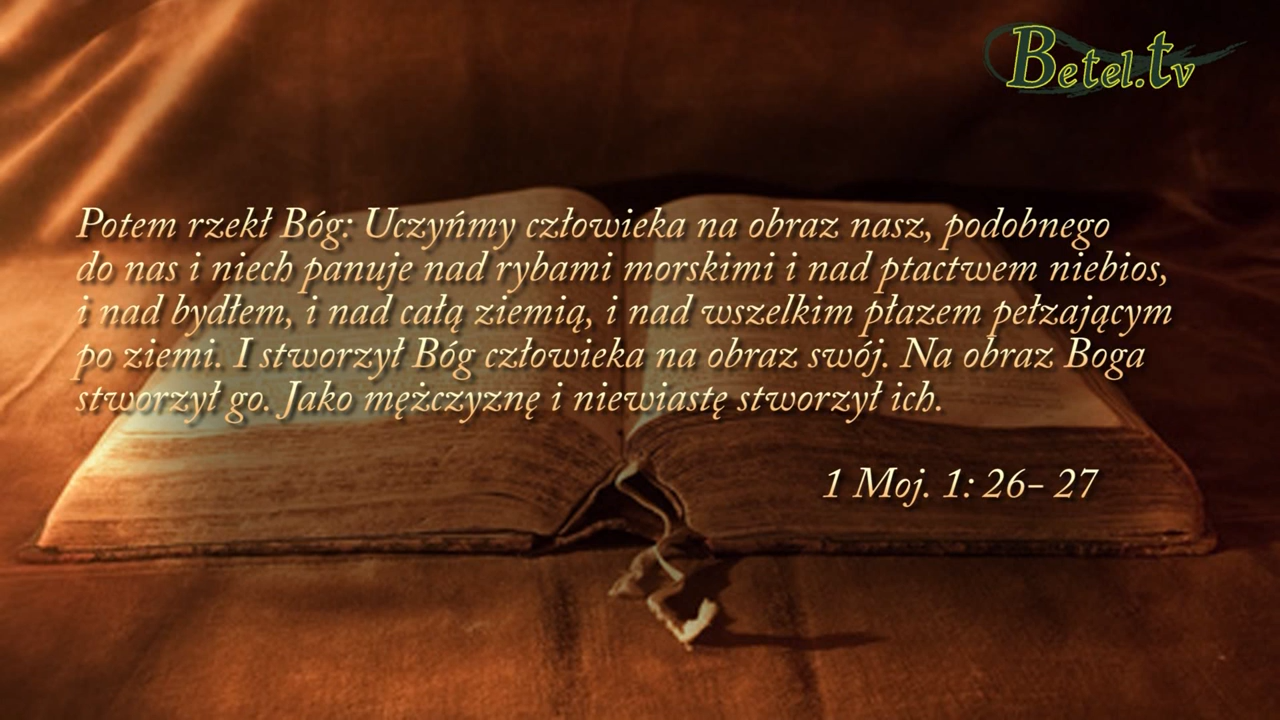 Betel.tv
Potem rzekł Bóg: Uczyńmy człowieka na obraz nasz, podobnego
do nas i niech panuje nad rybami morskimi i nad ptactwem niebios,
i nad bydłem, i nad całą ziemią, i nad wszelkim płazem pełzającym
po ziemi. I stworzył Bóg człowieka na obraz swój. Na obraz Boga
stworzył go. Jako mężczyznę i niewiastę stworzył ich.
1 Moj. 1: 26- 27